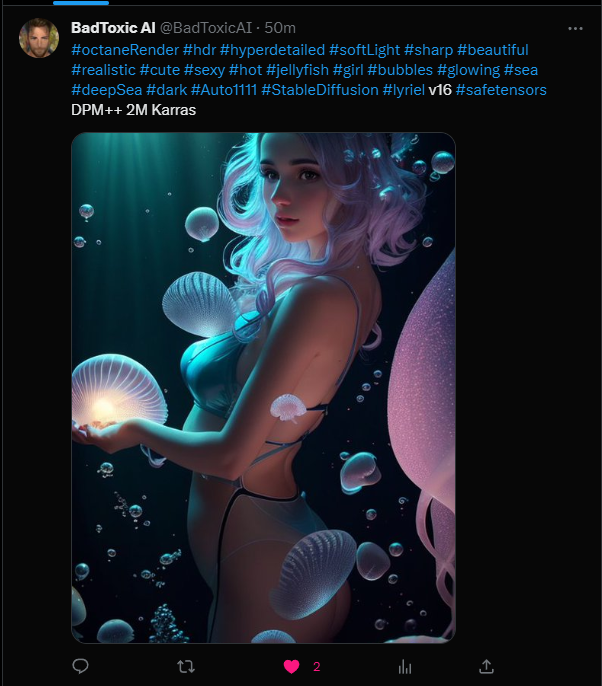 BadToxic AI @BadToxicAI · 50m
#octaneRender #hdr #hyperdetailed #softLight #sharp #beautiful
#realistic #cute #sexy #hot #jellyfish #girl #bubbles #glowing #sea
#deepSea #dark #Auto1111 #StableDiffusion #lyriel v16 #safetensors
DPM++ 2M Karras
2